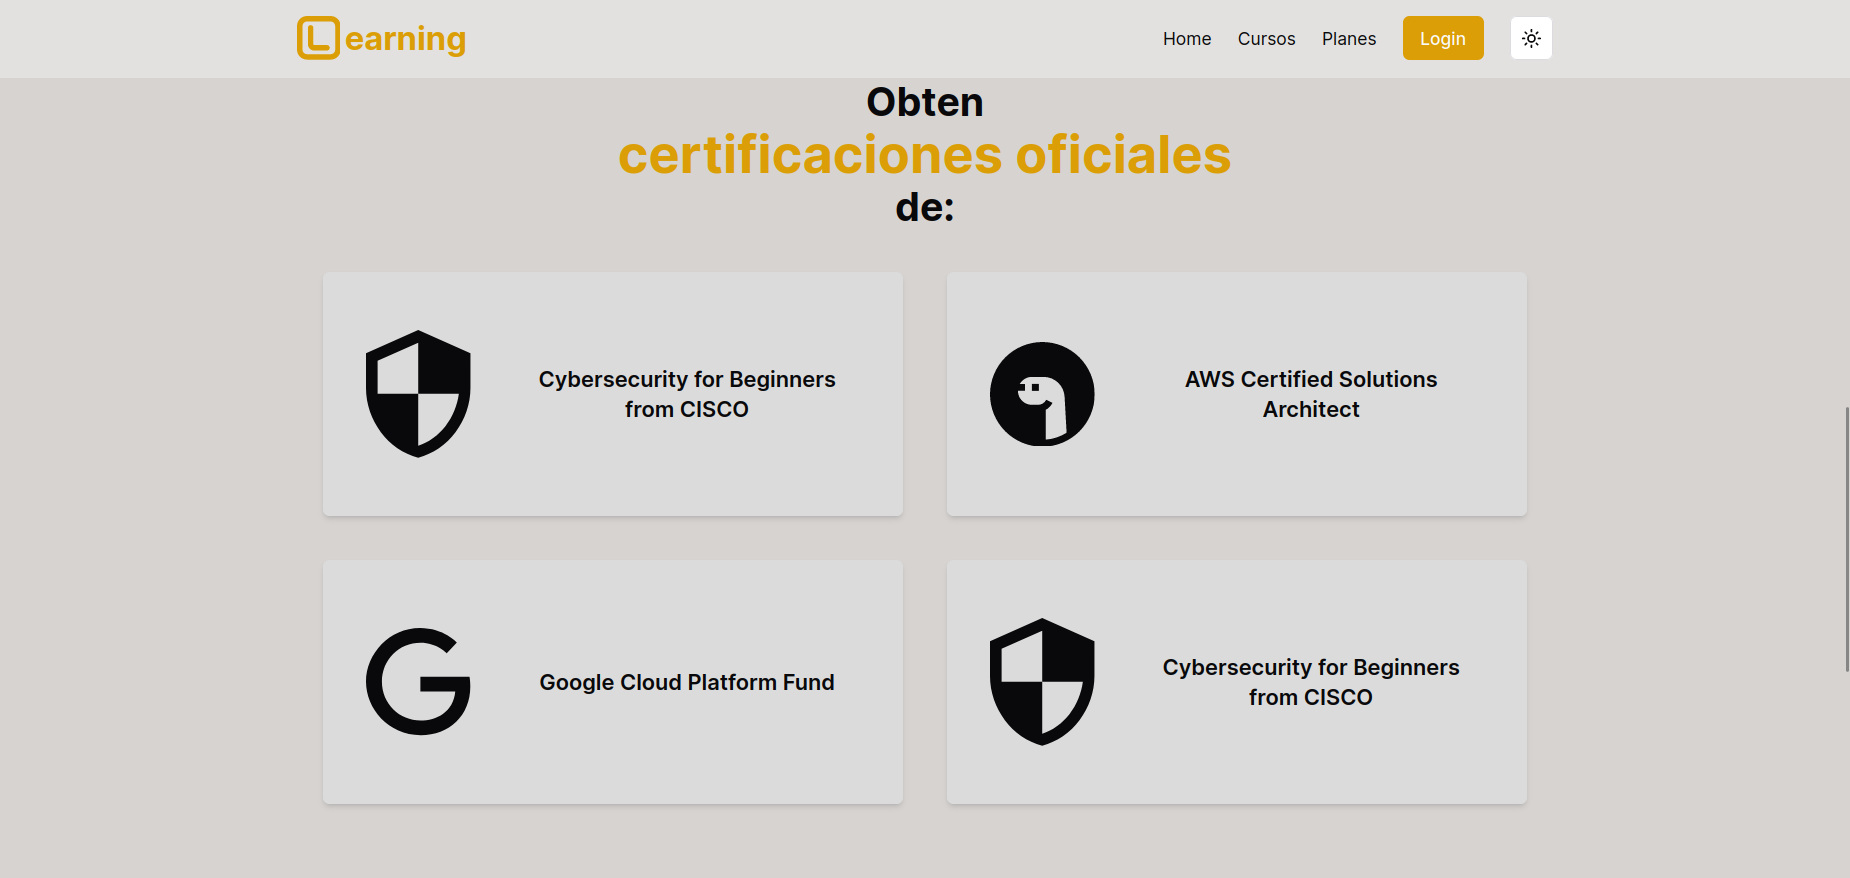 Learning
Home
Cursos
Planes
Login
Obten
certificaciones oficiales
de:
Cybersecurity for Beginners
from CISCO
AWS Certified Solutions
Architect
Google Cloud Platform Fund
Cybersecurity for Beginners
from CISCO